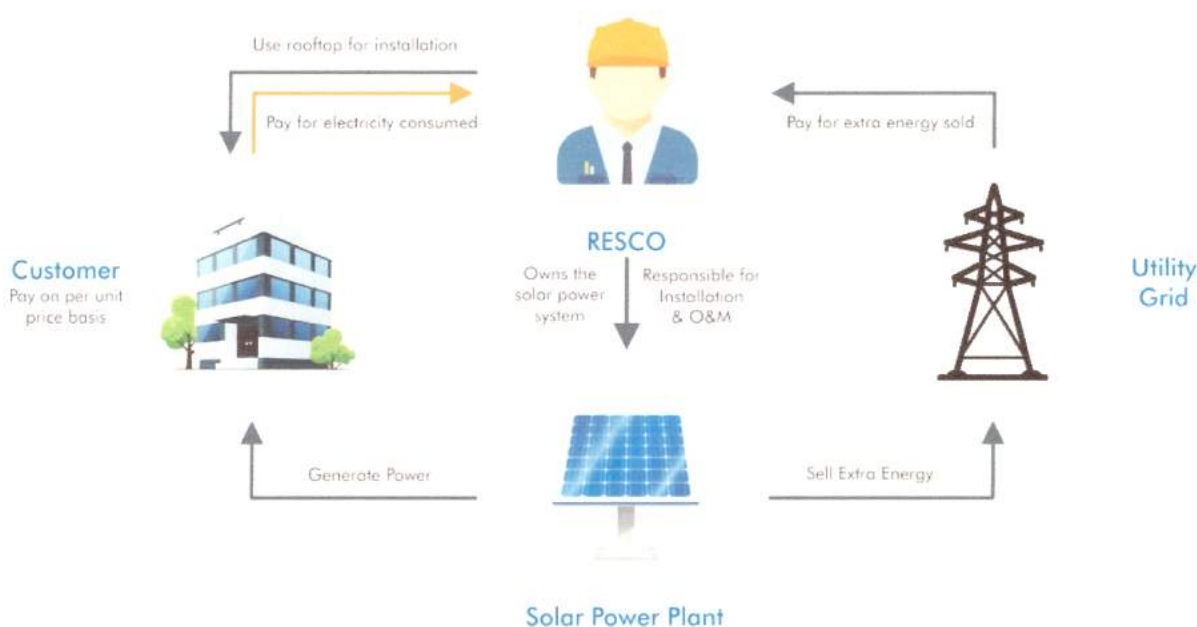 Use rooftop for installation
Pay for electricity consumed
Pay for extra energy sold
RESCO
Owns the
solar power
system
Responsible for
Installation
& O&M
Customer
Pay on per unit
price basis
Utility
Grid
Generate Power
Sell Extra Energy
Solar Power Plant